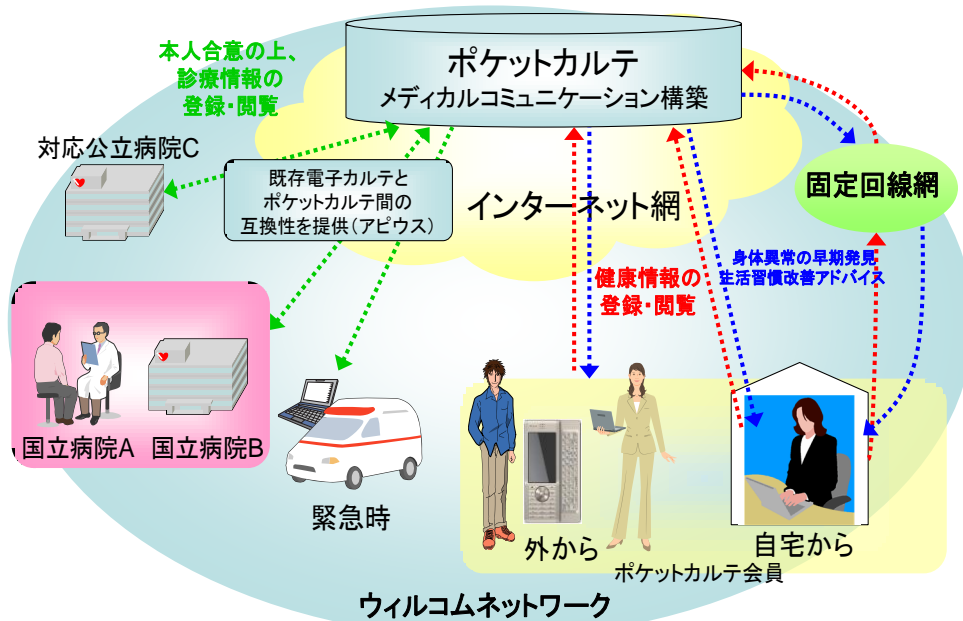 本人合意の上、
診療情報の
登録・閲覧
ポケットカルテ
メディカルコミュニケーション構築
対応公立病院C
既存電子カルテと
ポケットカルテ間の
互換性を提供(アピウス)
インターネット網
固定回線網
身体異常の早期発見
生活習慣改善アドバイス
健康情報の
登録・閲覧
国立病院A
国立病院B
緊急時
外から
自宅から
ポケットカルテ会員
ウィルコムネットワーク